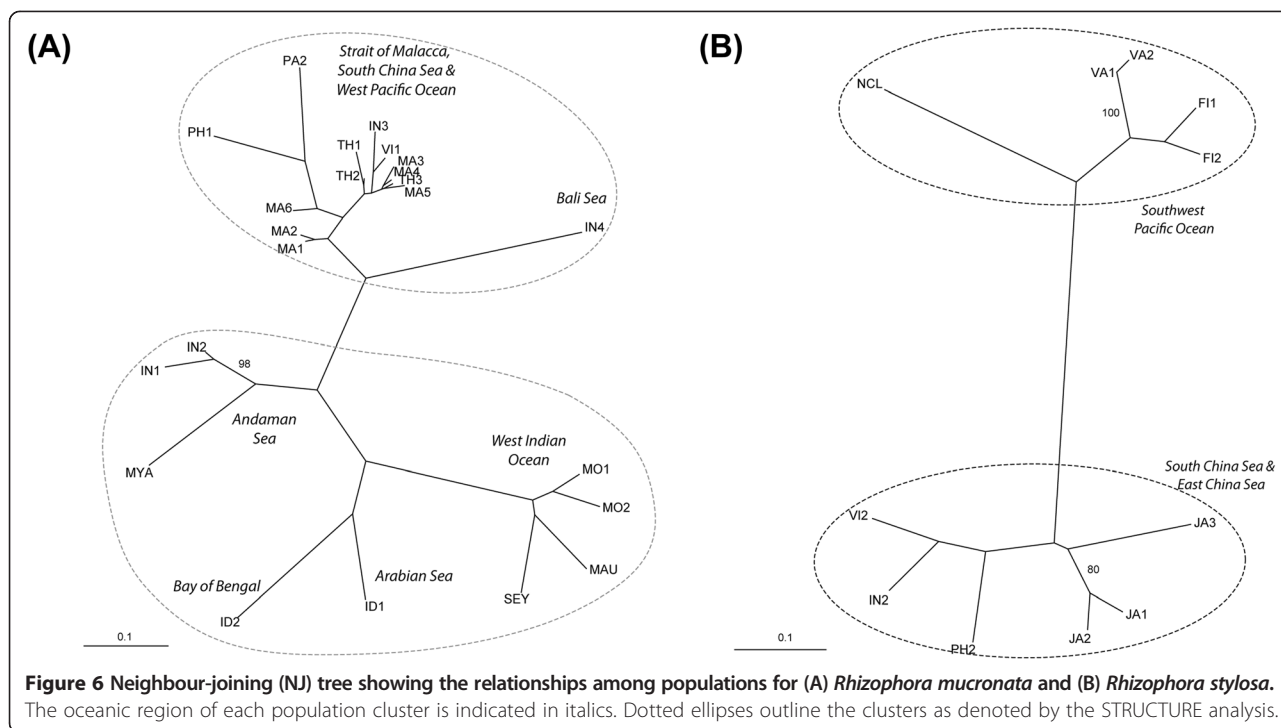 (A)
Strait of Malacca,
South China Sea &
West Pacific Ocean
PA2
PH1
IN3
TH1
VI1
MA3
MA4
TH2
TH3
MA5
MA6
MA2
MA1
Bali Sea
IN4
IN2
IN1
98
Andaman
Sea
MYA
West Indian
Ocean
MO1
MO2
MAU
SEY
Bay of Bengal
Arabian Sea
ID1
ID2
0.1
(B)
VA2
VA1
NCL
FI1
100
FI2
Southwest
Pacific Ocean
South China Sea &
East China Sea
VI2
JA3
80
IN2
JA1
JA2
PH2
0.1
Figure 6 Neighbour-joining (NJ) tree showing the relationships among populations for (A) Rhizophora mucronata and (B) Rhizophora stylosa.
The oceanic region of each population cluster is indicated in italics. Dotted ellipses outline the clusters as denoted by the STRUCTURE analysis.